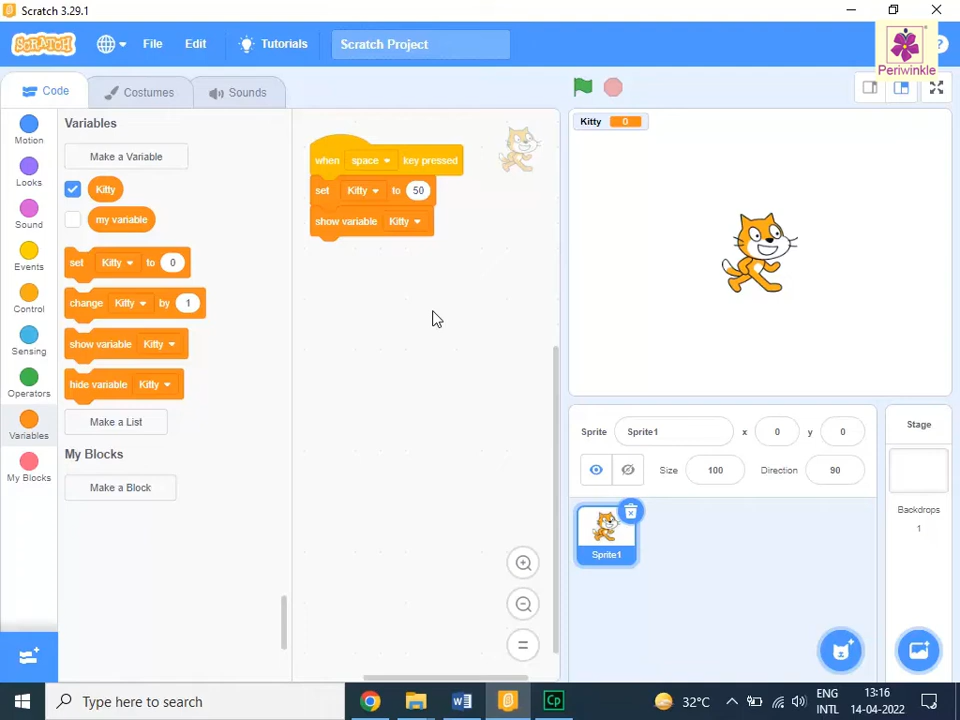 Scratch 3.29.1
SCRATCH
File
Edit
Tutorials
Scratch Project
?
Periwinkle
Code
Costumes
Sounds
Motion
Looks
Sound
Events
Control
Sensing
Operators
Variables
My Blocks
Variables
Make a Variable
Kitty
my variable
set Kitty to 0
change Kitty by 1
show variable Kitty
hide variable Kitty
Make a List
My Blocks
Make a Block
when space key pressed
set Kitty to 50
show variable Kitty
Kitty 0
Sprite Sprite1 x 0 y 0
Size 100 Direction 90
Sprite1
Stage
Backdrops
1
Type here to search
Cp
32°C
ENG
INTL
13:16
14-04-2022